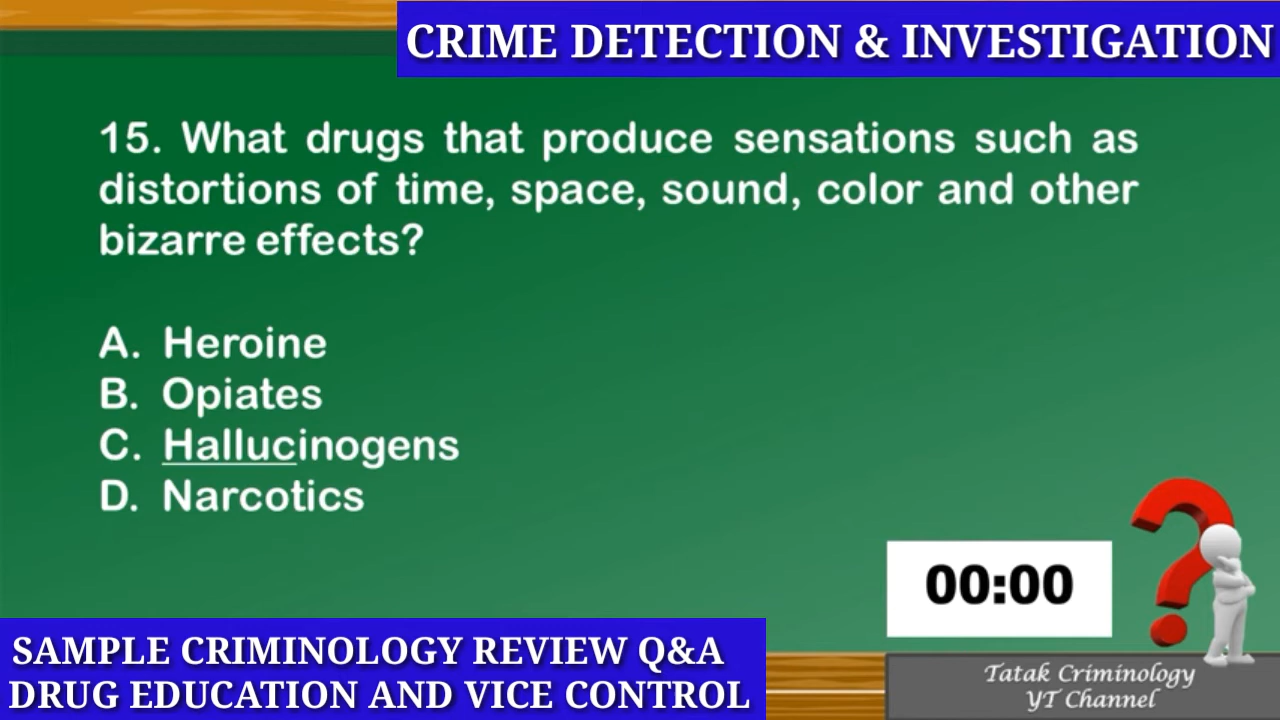 CRIME DETECTION & INVESTIGATION
15. What drugs that produce sensations such as
distortions of time, space, sound, color and other
bizarre effects?
A. Heroine
B. Opiates
C. Hallucinogens
D. Narcotics
00:00
SAMPLE CRIMINOLOGY REVIEW Q&A
DRUG EDUCATION AND VICE CONTROL
Tatak Criminology
YT Channel